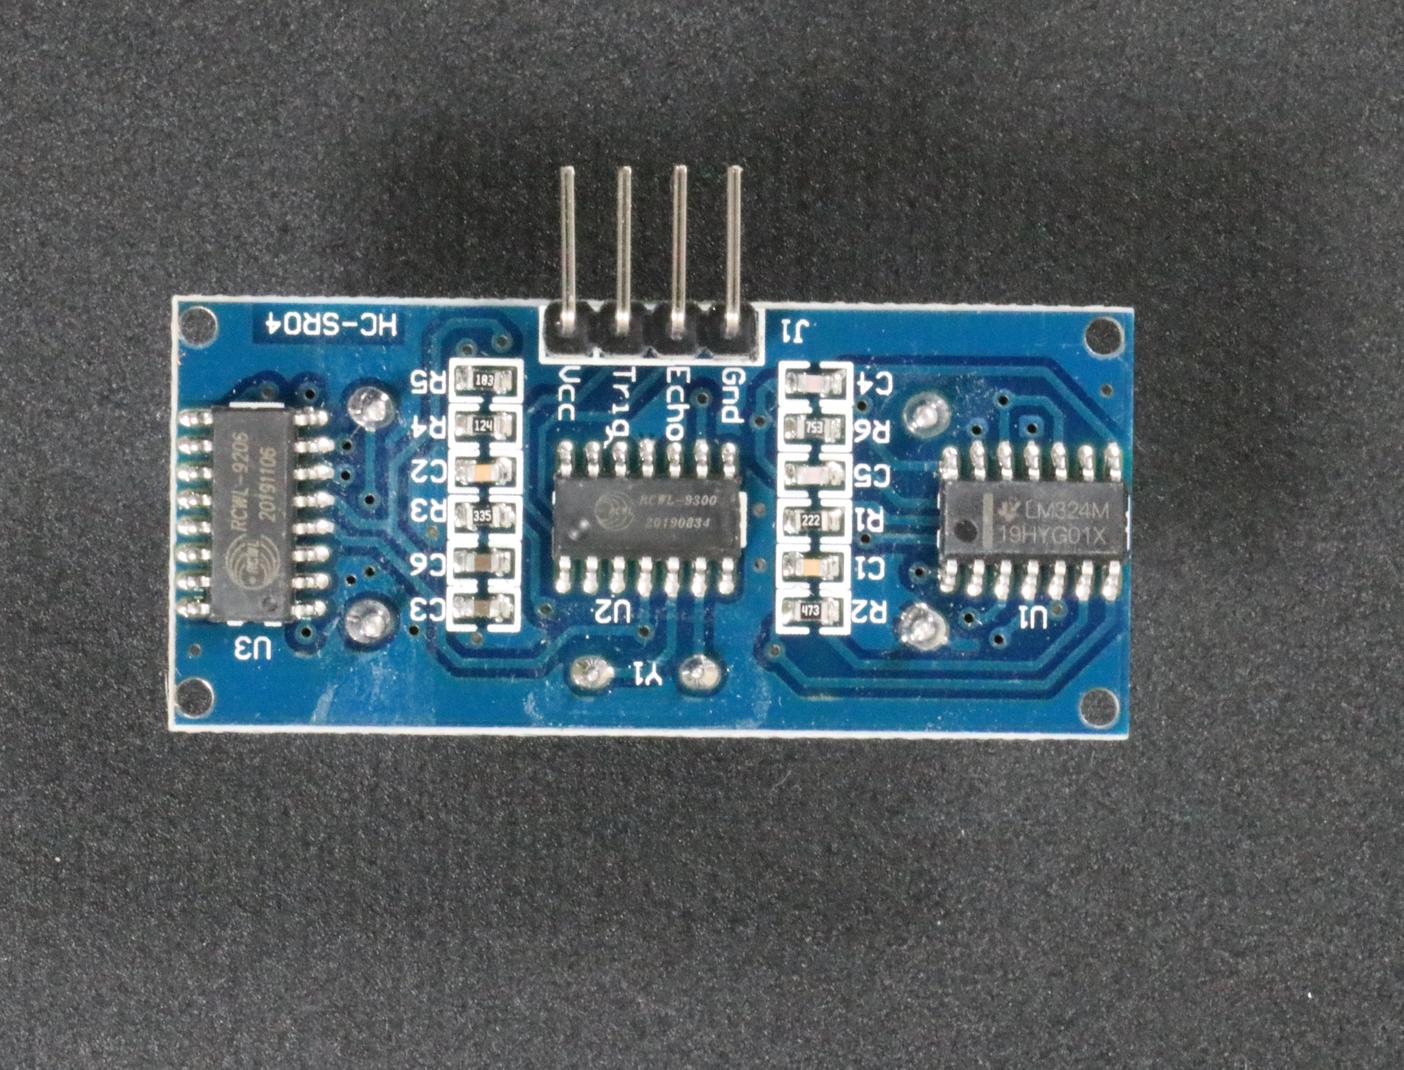 HC-SR04
J1
Vcc
Trig
Echo
Gnd
R5
183
R4
124
C2
R3
335
C6
C3
C4
R6
753
C5
R1
222
C1
R2
473
RCWL-9206
20191106
U3
RCWL-9300
20190834
U2
LM324M
19HYG01X
U1
Y1